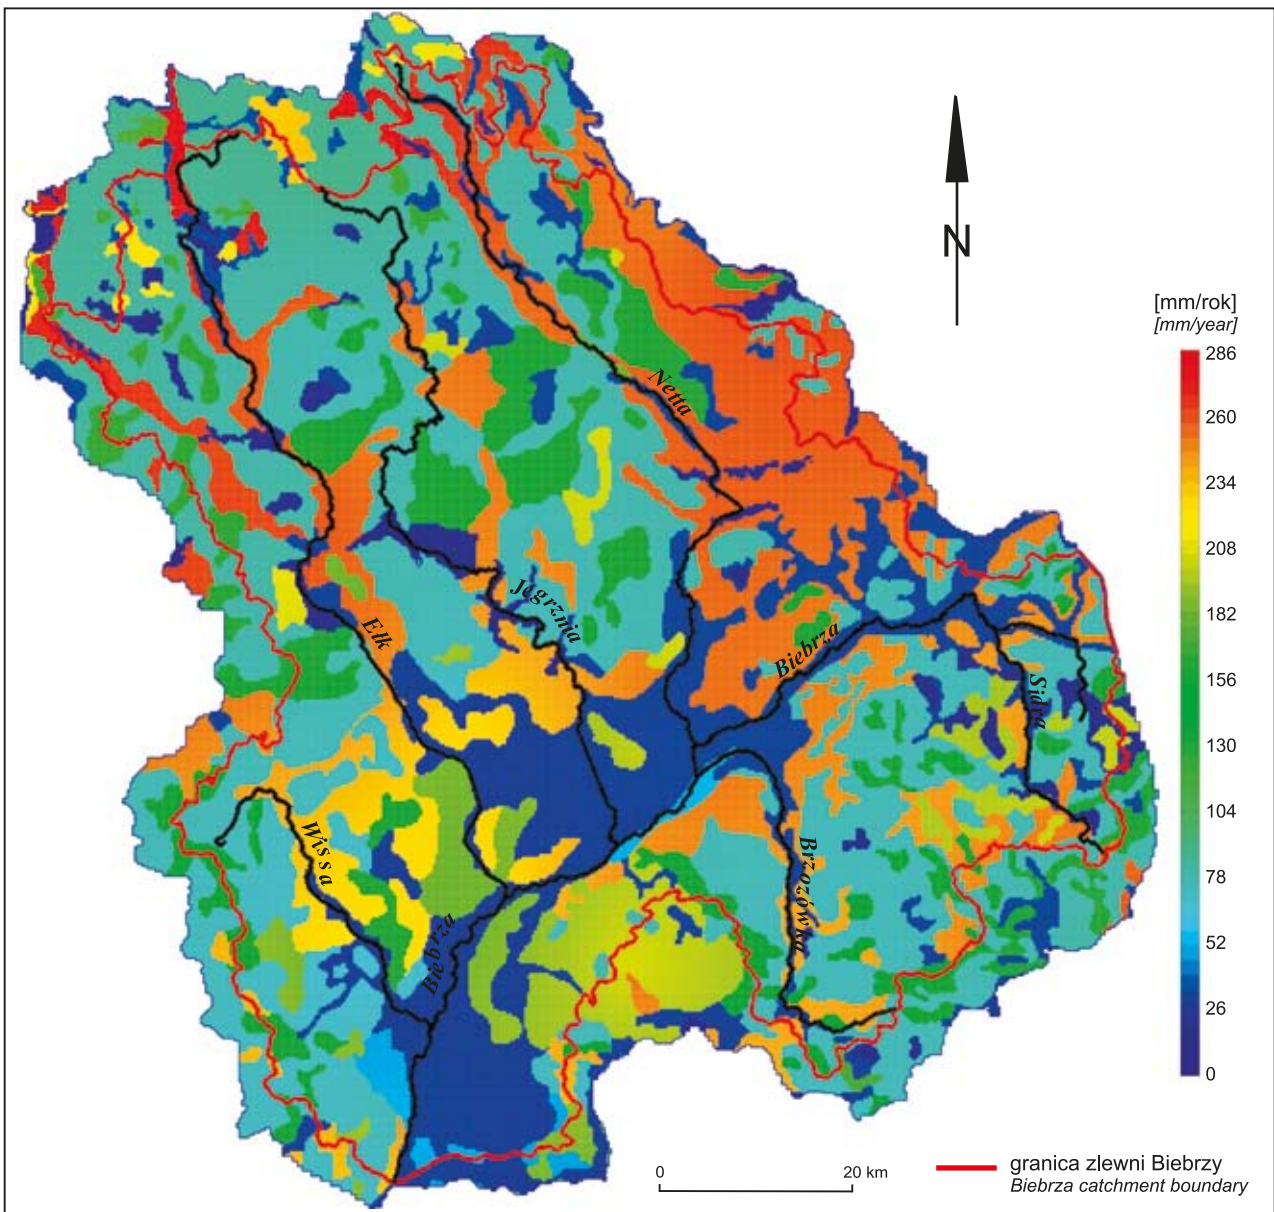 N
[mm/rok]
[mm/year]
286
260
234
208
182
156
130
104
78
52
26
0
Netta
Jegrznia
Ełk
Biebrza
Sidra
Wissa
Brzozówka
Biebrza
0 20 km
granica zlewni Biebrzy
Biebrza catchment boundary